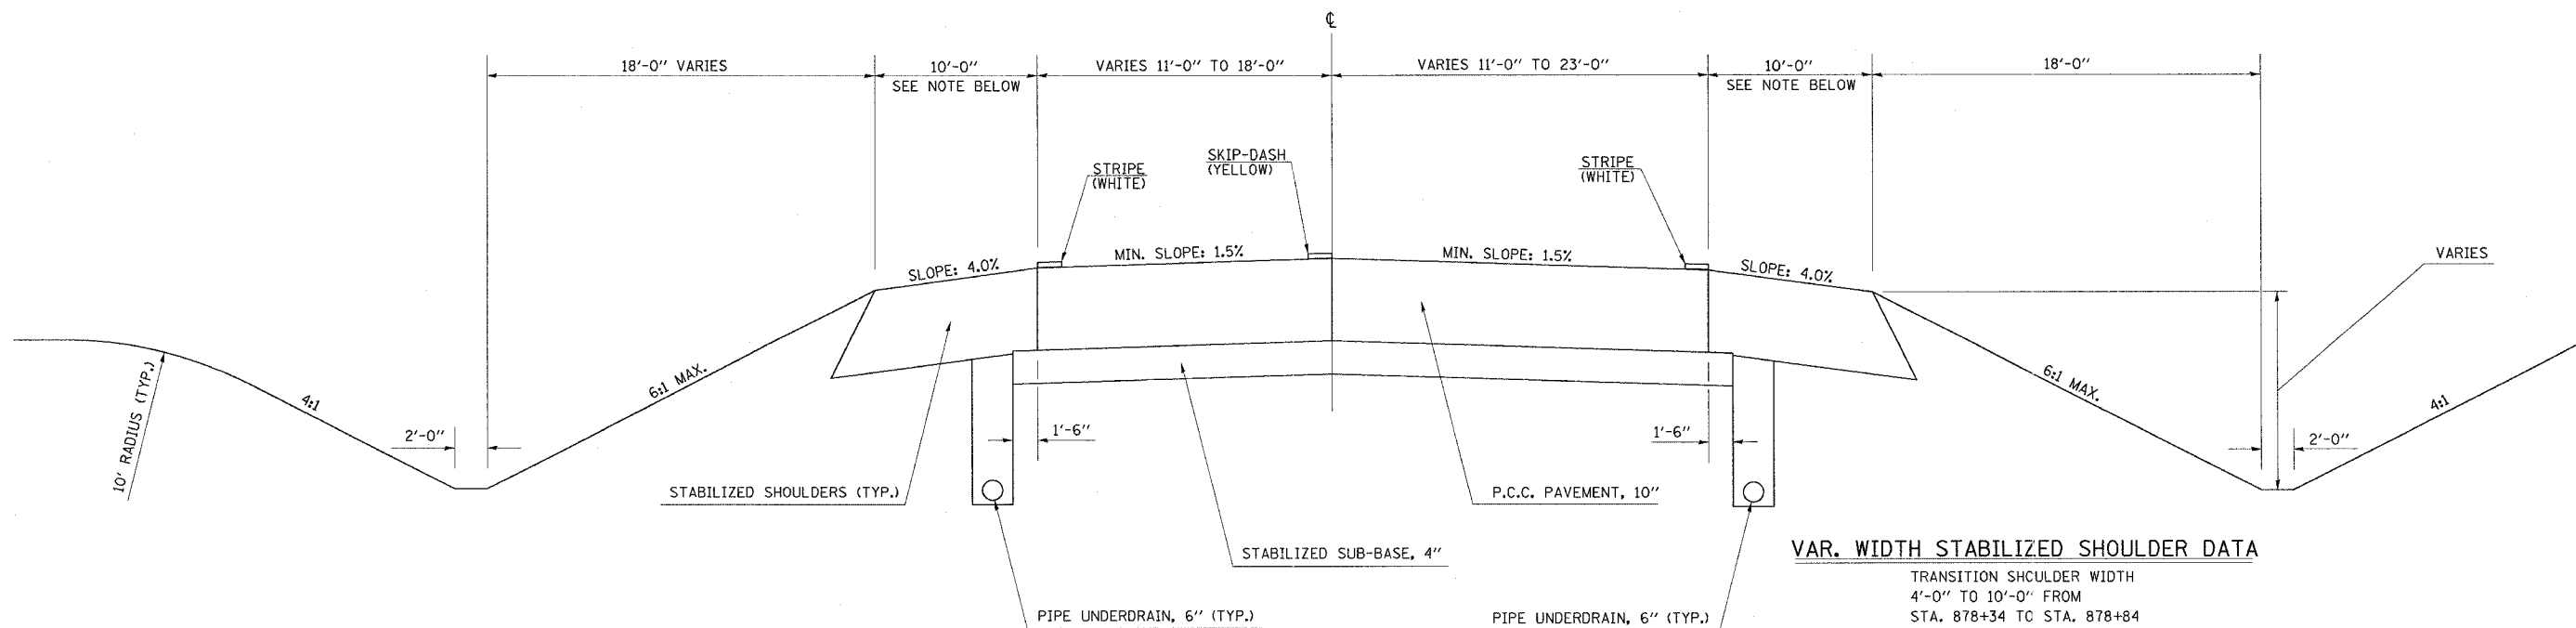 ℄
18'-0" VARIES
10'-0"
SEE NOTE BELOW
VARIES 11'-0" TO 18'-0"
VARIES 11'-0" TO 23'-0"
10'-0"
SEE NOTE BELOW
18'-0"
STRIPE
(WHITE)
SKIP-DASH
(YELLOW)
STRIPE
(WHITE)
VARIES
SLOPE: 4.0%
MIN. SLOPE: 1.5%
MIN. SLOPE: 1.5%
SLOPE: 4.0%
10' RADIUS (TYP.)
4:1
6:1 MAX.
6:1 MAX.
4:1
2'-0"
1'-6"
1'-6"
2'-0"
STABILIZED SHOULDERS (TYP.)
P.C.C. PAVEMENT, 10"
STABILIZED SUB-BASE, 4"
PIPE UNDERDRAIN, 6" (TYP.)
PIPE UNDERDRAIN, 6" (TYP.)
VAR. WIDTH STABILIZED SHOULDER DATA
TRANSITION SHOULDER WIDTH
4'-0" TO 10'-0" FROM
STA. 878+34 TO STA. 878+84